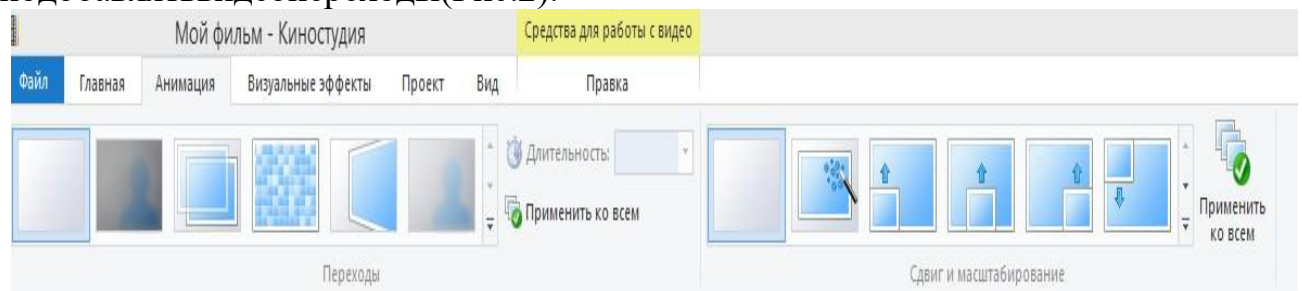 Мой фильм - Киностудия Средства для работы с видео
Файл Главная Анимация Визуальные эффекты Проект Вид Правка
Длительность:
Применить ко всем
Применить
ко всем
Переходы Сдвиг и масштабирование